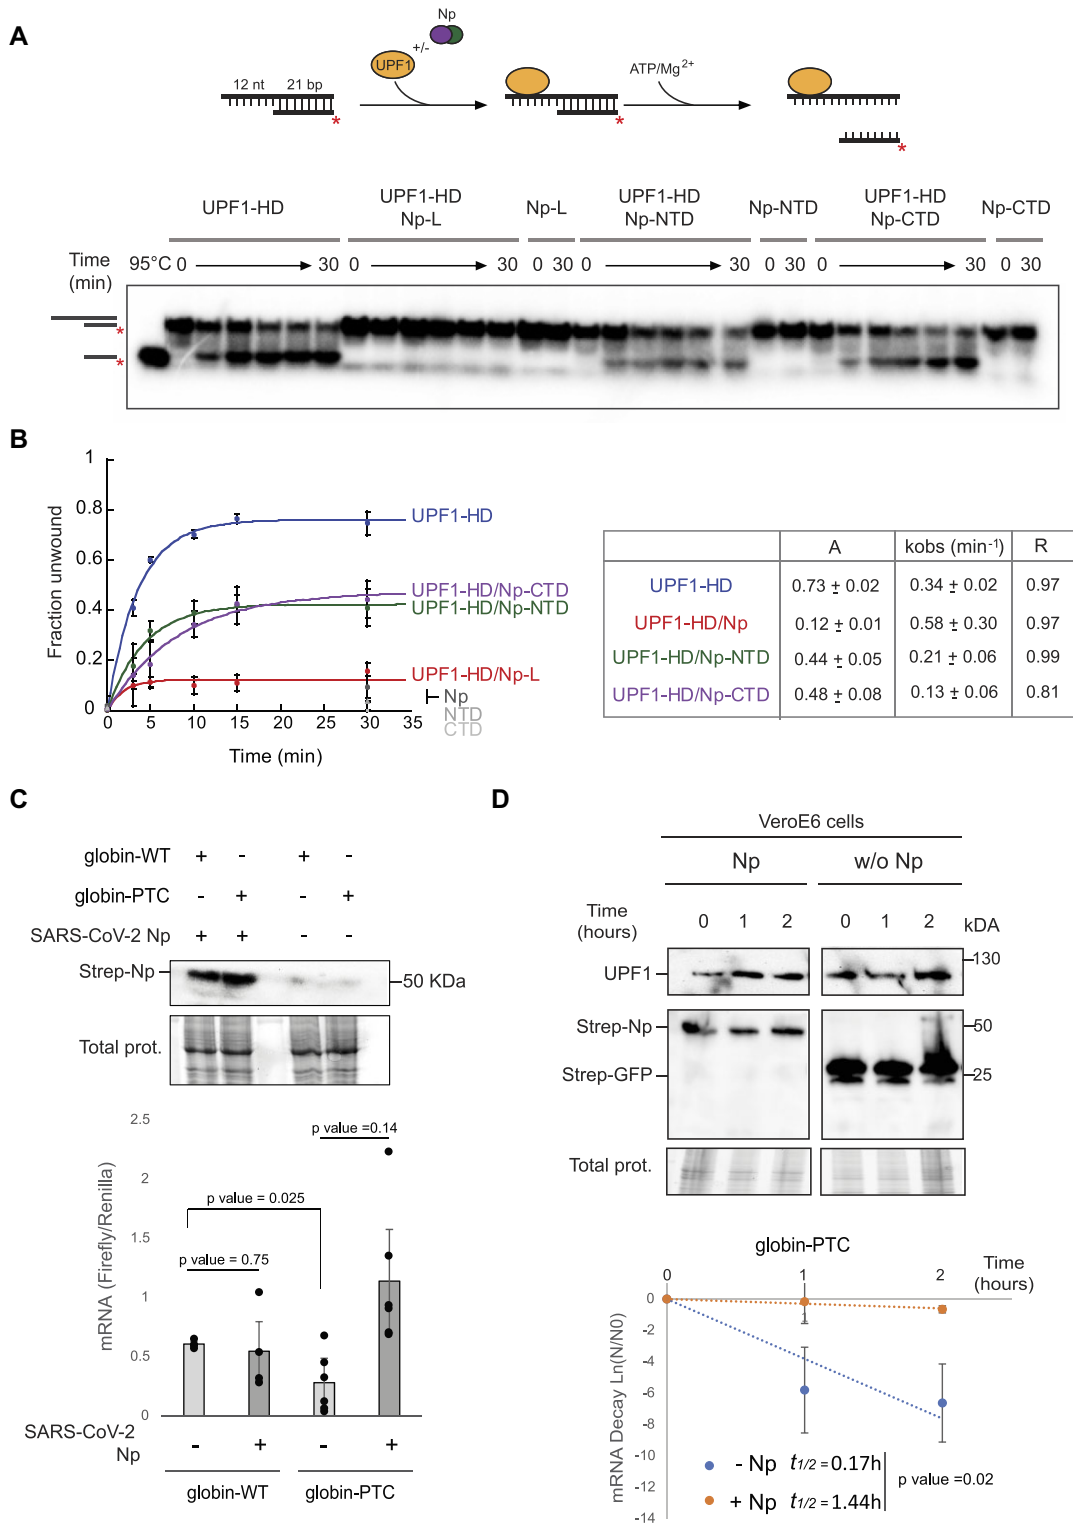 A
Np
+/-
UPF1
12 nt 21 bp
ATP/Mg2+
*
*
*
UPF1-HD
UPF1-HD
Np-L
Np-L
UPF1-HD
Np-NTD
Np-NTD
UPF1-HD
Np-CTD
Np-CTD
Time
(min)
95°C 0 30 0 30 0 30 0 30 0 30 0 30 0 30
*
*
B
Fraction unwound
1
0.8
0.6
0.4
0.2
0
0 5 10 15 20 25 30 35
Time (min)
UPF1-HD
UPF1-HD/Np-CTD
UPF1-HD/Np-NTD
UPF1-HD/Np-L
Np
NTD
CTD
A kobs (min-1) R
UPF1-HD 0.73 ± 0.02 0.34 ± 0.02 0.97
UPF1-HD/Np 0.12 ± 0.01 0.58 ± 0.30 0.97
UPF1-HD/Np-NTD 0.44 ± 0.05 0.21 ± 0.06 0.99
UPF1-HD/Np-CTD 0.48 ± 0.08 0.13 ± 0.06 0.81
C
globin-WT + - + -
globin-PTC - + - +
SARS-CoV-2 Np + + - -
Strep-Np
50 KDa
Total prot.
mRNA (Firefly/Renilla)
2.5
2
1.5
1
0.5
0
p value =0.14
p value = 0.025
p value = 0.75
SARS-CoV-2
Np
- + - +
globin-WT globin-PTC
D
VeroE6 cells
Np w/o Np
Time
(hours)
0 1 2 0 1 2 kDA
UPF1
130
Strep-Np
50
Strep-GFP
25
Total prot.
globin-PTC
Time
(hours)
0 1 2
mRNA Decay Ln(N/N0)
0
-2
-4
-6
-8
-10
-12
-14
- Np t1/2 = 0.17h
+ Np t1/2 = 1.44h
p value =0.02